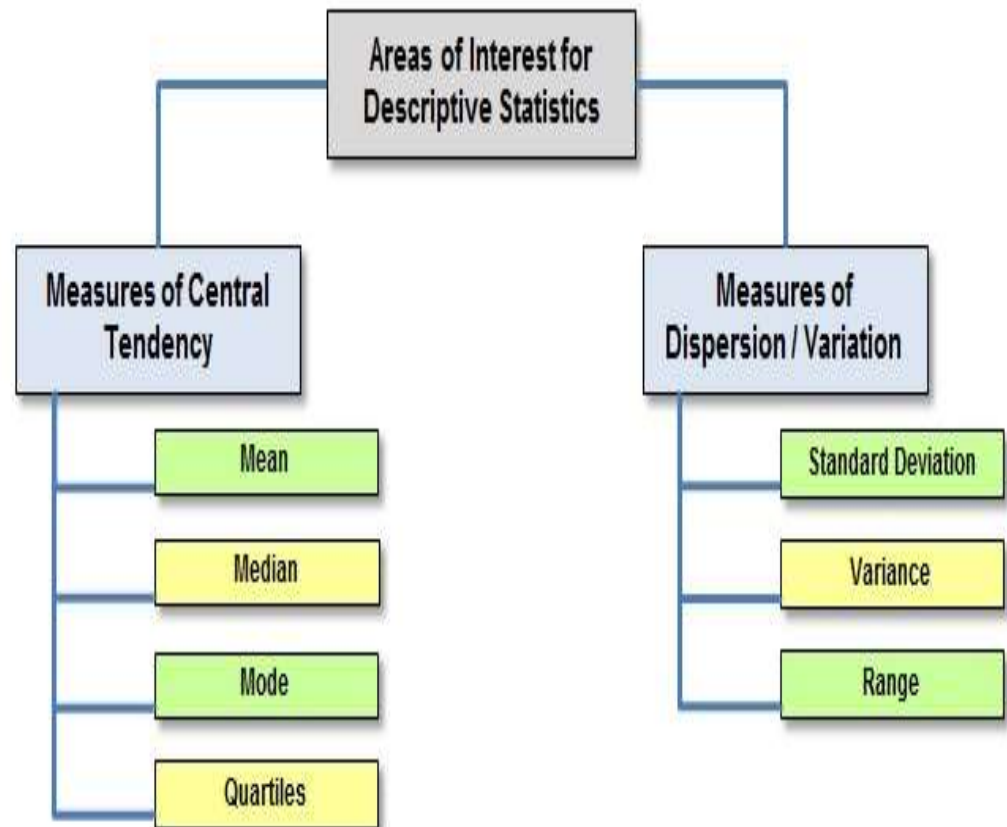 Areas of Interest for
Descriptive Statistics
Measures of Central
Tendency
Mean
Median
Mode
Quartiles
Measures of
Dispersion / Variation
Standard Deviation
Variance
Range